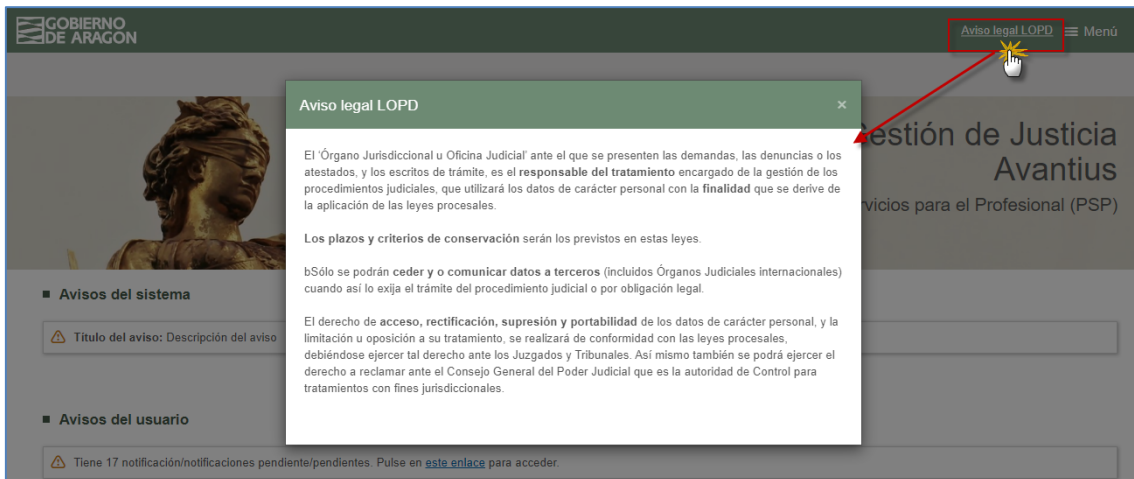 GOBIERNO
DE ARAGON
Aviso legal LOPD
Menú
Aviso legal LOPD
×
El 'Órgano Jurisdiccional u Oficina Judicial' ante el que se presenten las demandas, las denuncias o los
atestados, y los escritos de trámite, es el responsable del tratamiento encargado de la gestión de los
procedimientos judiciales, que utilizará los datos de carácter personal con la finalidad que se derive de
la aplicación de las leyes procesales.
Los plazos y criterios de conservación serán los previstos en estas leyes.
bSólo se podrán ceder y o comunicar datos a terceros (incluidos Órganos Judiciales internacionales)
cuando así lo exija el trámite del procedimiento judicial o por obligación legal.
El derecho de acceso, rectificación, supresión y portabilidad de los datos de carácter personal, y la
limitación u oposición a su tratamiento, se realizará de conformidad con las leyes procesales,
debiéndose ejercer tal derecho ante los Juzgados y Tribunales. Así mismo también se podrá ejercer el
derecho a reclamar ante el Consejo General del Poder Judicial que es la autoridad de Control para
tratamientos con fines jurisdiccionales.
estión de Justicia
Avantius
vicios para el Profesional (PSP)
Avisos del sistema
Título del aviso: Descripción del aviso
Avisos del usuario
Tiene 17 notificación/notificaciones pendiente/pendientes. Pulse en este enlace para acceder.